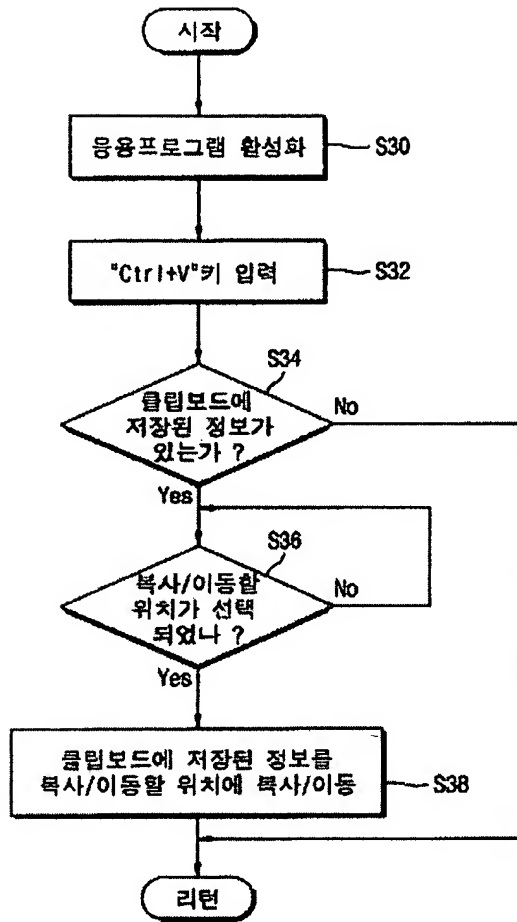 시작
응용프로그램 활성화
S30
"Ctrl+V"키 입력
S32
S34
클립보드에
저장된 정보가
있는가 ?
No
Yes
S36
복사/이동할
위치가 선택
되었나 ?
No
Yes
클립보드에 저장된 정보를
복사/이동할 위치에 복사/이동
S38
리턴